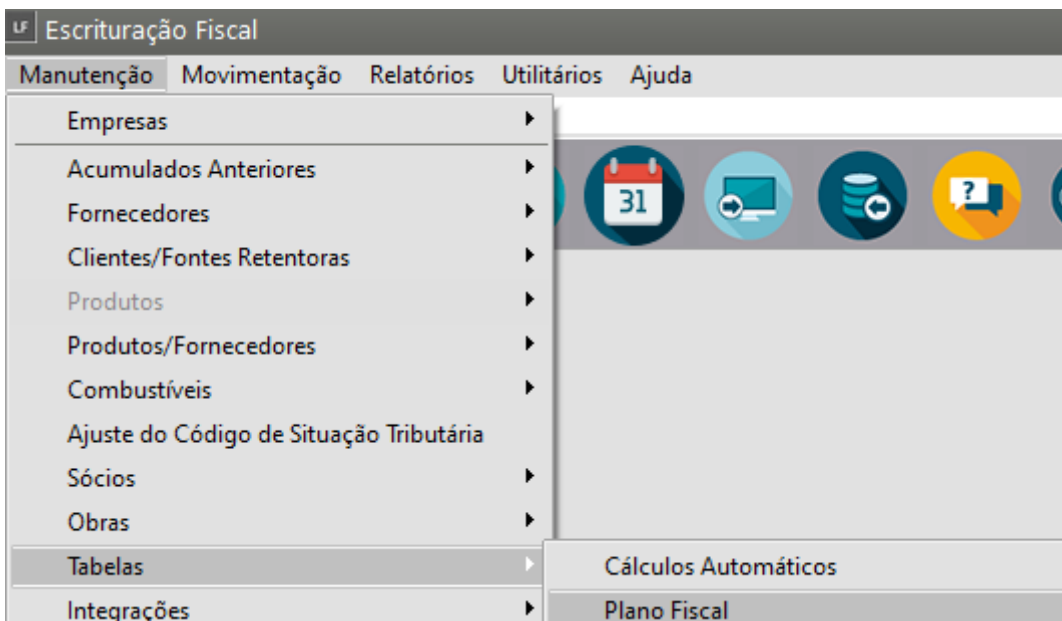 LF Escrituração Fiscal
Manutenção Movimentação Relatórios Utilitários Ajuda
Empresas
Acumulados Anteriores
Fornecedores
31
?
Clientes/Fontes Retentoras
Produtos
Produtos/Fornecedores
Combustíveis
Ajuste do Código de Situação Tributária
Sócios
Obras
Tabelas
Cálculos Automáticos
Integrações
Plano Fiscal